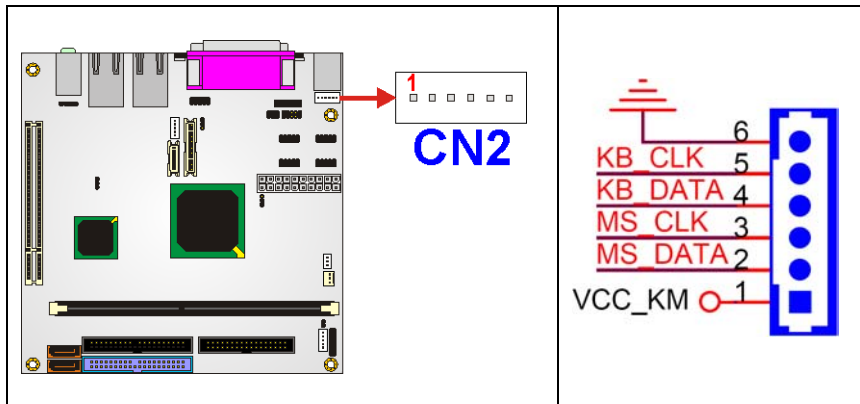 1
CN2
6
KB_CLK 5
KB_DATA 4
MS_CLK 3
MS_DATA 2
VCC_KM 1